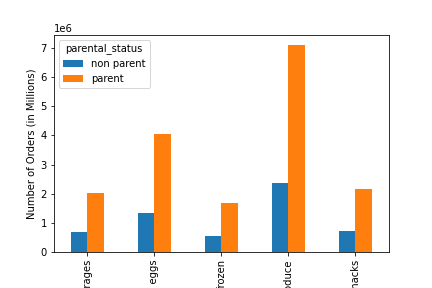 1e6
7
6
5
4
3
2
1
0
Number of Orders (in Millions)
parental_status
non parent
parent
rages
eggs
frozen
oduce
nacks